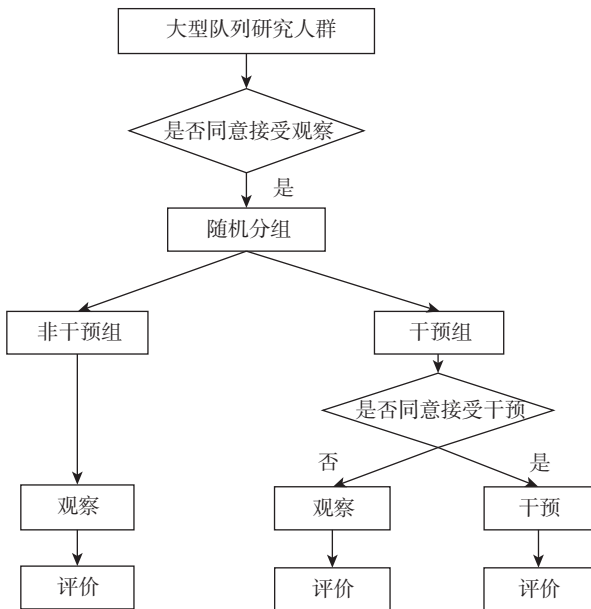 大型队列研究人群
是否同意接受观察
是
随机分组
非干预组
干预组
是否同意接受干预
否
是
观察
观察
干预
评价
评价
评价